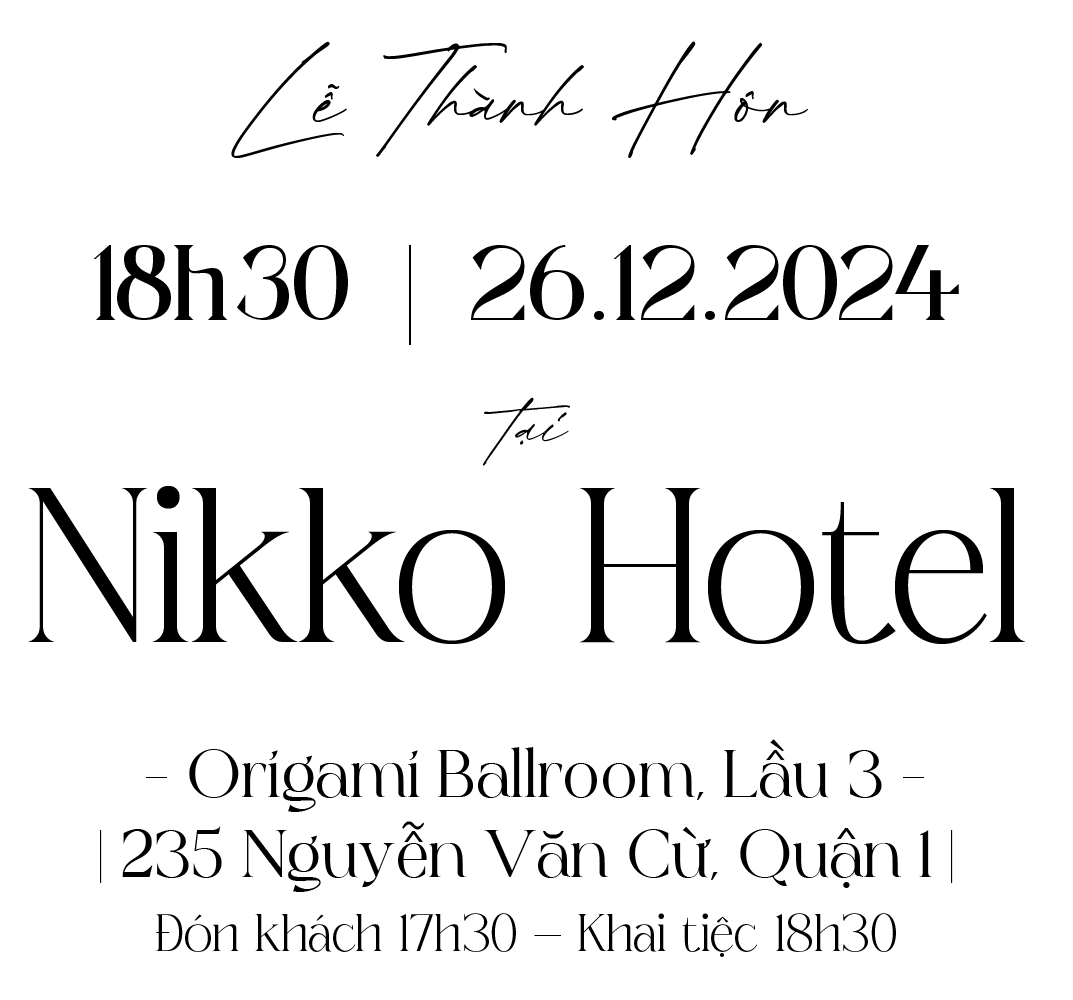 Lễ Thành Hôn
18h30 | 26.12.2024
tại
Nikko Hotel
– Origami Ballroom, Lầu 3 –
| 235 Nguyễn Văn Cừ, Quận 1 |
Đón khách 17h30 – Khai tiệc 18h30